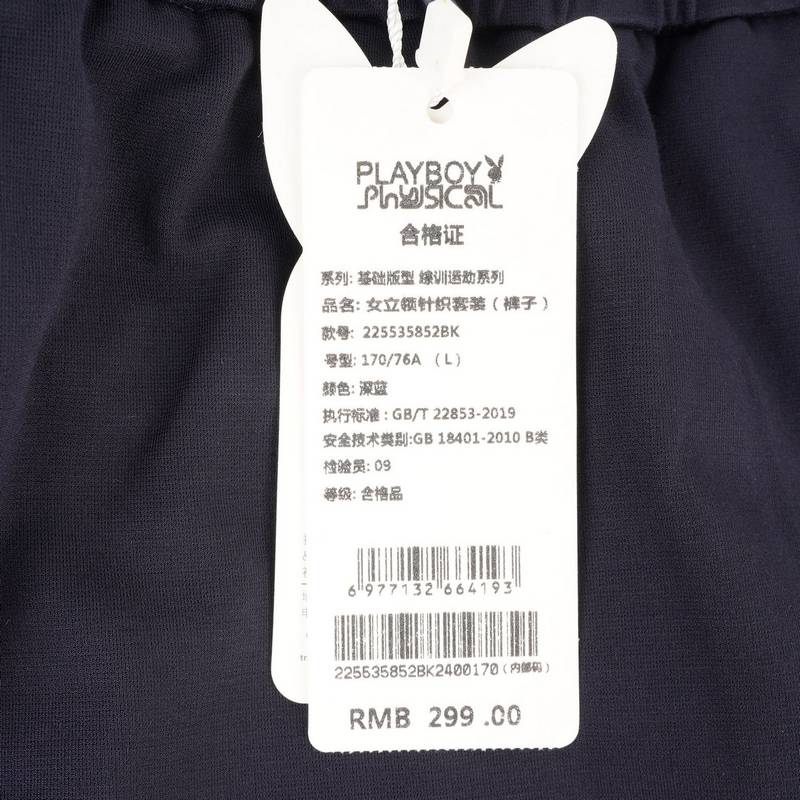 PLAYBOY
PhYSICAL
合格证
系列: 基础版型 缘训运动系列
品名: 女立领针织套装（裤子）
款号: 225535852BK
号型: 170/76A （L）
颜色: 深蓝
执行标准: GB/T 22853-2019
安全技术类别:GB 18401-2010 B类
检验员: 09
等级: 合格品
6 977132 664193
225535852BK2400170（内部码）
RMB 299.00